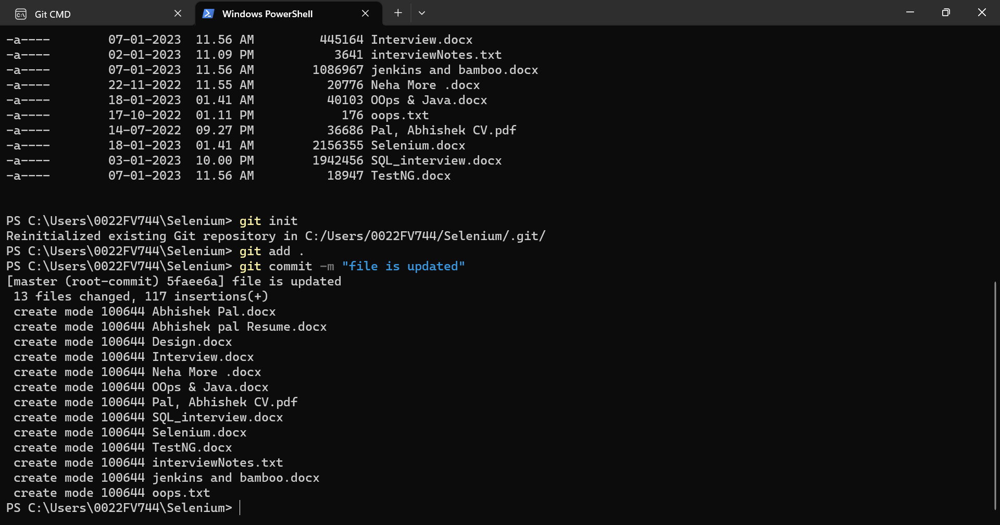 Git CMD
Windows PowerShell
-a---- 07-01-2023 11.56 AM 445164 Interview.docx
-a---- 02-01-2023 11.09 PM 3641 interviewNotes.txt
-a---- 07-01-2023 11.56 AM 1086967 jenkins and bamboo.docx
-a---- 22-11-2022 11.55 AM 20776 Neha More .docx
-a---- 18-01-2023 01.41 AM 40103 OOps & Java.docx
-a---- 17-10-2022 01.11 PM 176 oops.txt
-a---- 14-07-2022 09.27 PM 36686 Pal, Abhishek CV.pdf
-a---- 18-01-2023 01.41 AM 2156355 Selenium.docx
-a---- 03-01-2023 10.00 PM 1942456 SQL_interview.docx
-a---- 07-01-2023 11.56 AM 18947 TestNG.docx
PS C:\Users\0022FV744\Selenium> git init
Reinitialized existing Git repository in C:/Users/0022FV744/Selenium/.git/
PS C:\Users\0022FV744\Selenium> git add .
PS C:\Users\0022FV744\Selenium> git commit -m "file is updated"
[master (root-commit) 5faee6a] file is updated
13 files changed, 117 insertions(+)
create mode 100644 Abhishek Pal.docx
create mode 100644 Abhishek pal Resume.docx
create mode 100644 Design.docx
create mode 100644 Interview.docx
create mode 100644 Neha More .docx
create mode 100644 OOps & Java.docx
create mode 100644 Pal, Abhishek CV.pdf
create mode 100644 SQL_interview.docx
create mode 100644 Selenium.docx
create mode 100644 TestNG.docx
create mode 100644 interviewNotes.txt
create mode 100644 jenkins and bamboo.docx
create mode 100644 oops.txt
PS C:\Users\0022FV744\Selenium>